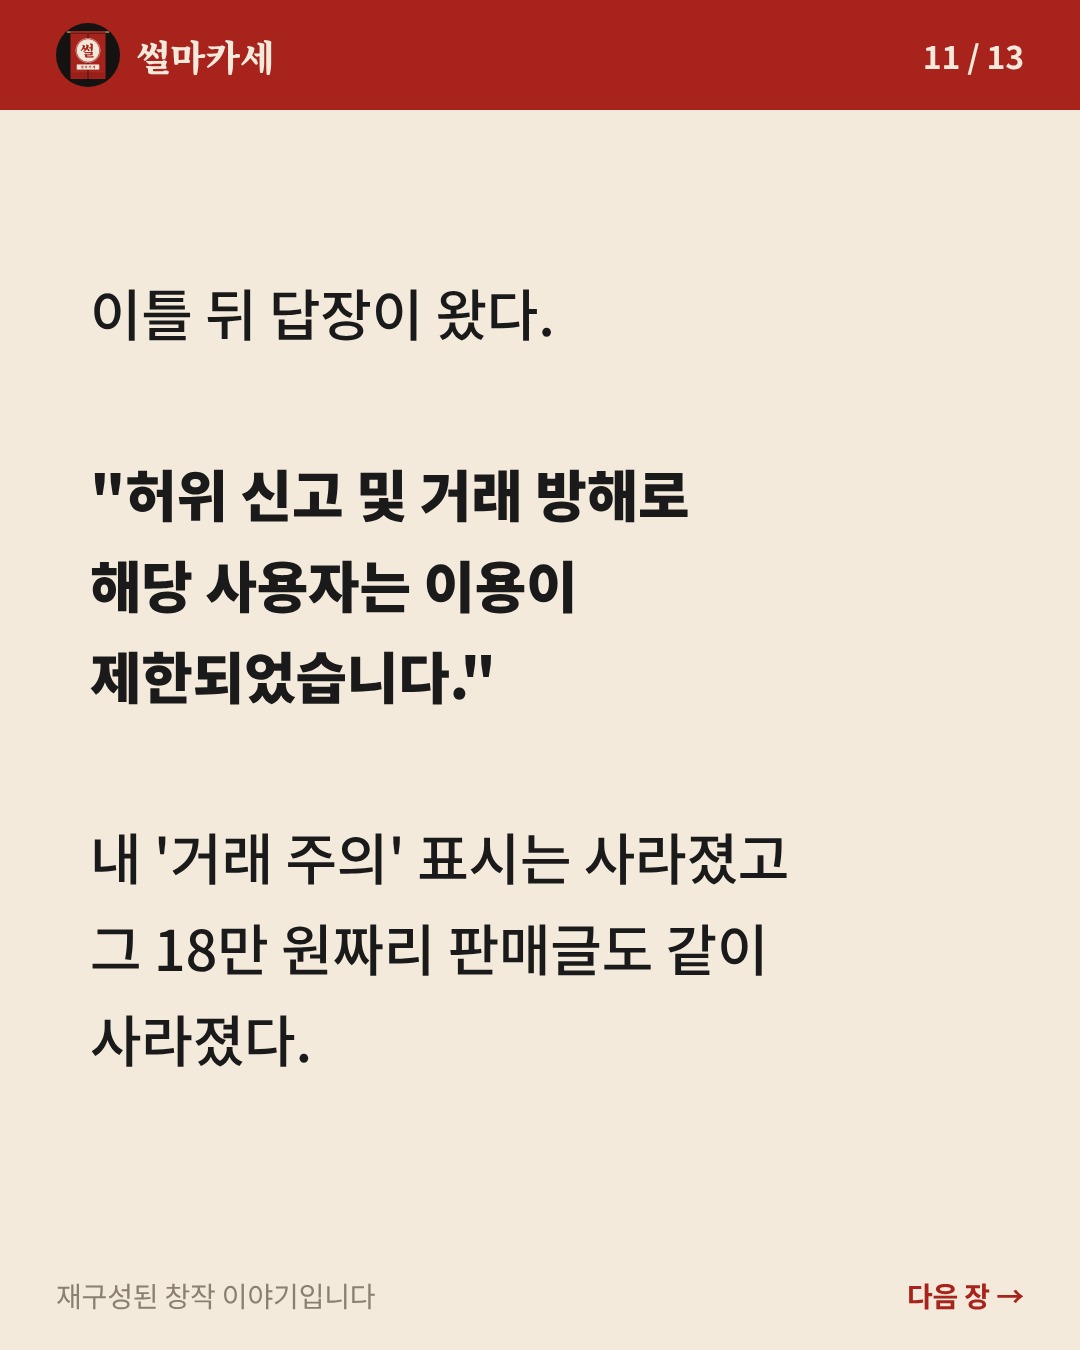 썰
썰마카세
11 / 13
이틀 뒤 답장이 왔다.
"허위 신고 및 거래 방해로
해당 사용자는 이용이
제한되었습니다."
내 '거래 주의' 표시는 사라졌고
그 18만 원짜리 판매글도 같이
사라졌다.
재구성된 창작 이야기입니다
다음 장 →